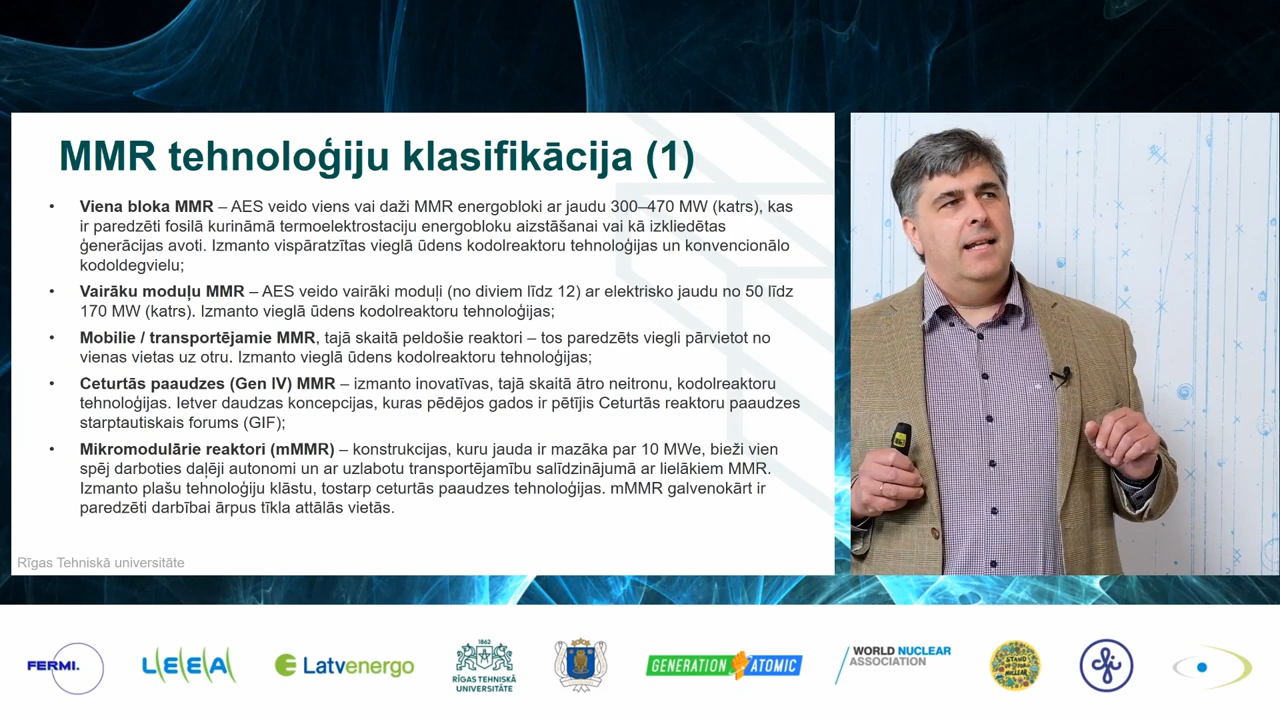 MMR tehnoloģiju klasifikācija (1)
• Viena bloka MMR – AES veido viens vai daži MMR energobloki ar jaudu 300–470 MW (katrs), kas
ir paredzēti fosilā kurināmā termoelektrostaciju energobloku aizstāšanai vai kā izkliedētas
ģenerācijas avoti. Izmanto vispāratzītas vieglā ūdens kodolreaktoru tehnoloģijas un konvencionālo
kodoldegvielu;
• Vairāku moduļu MMR – AES veido vairāki moduļi (no diviem līdz 12) ar elektrisko jaudu no 50 līdz
170 MW (katrs). Izmanto vieglā ūdens kodolreaktoru tehnoloģijas;
• Mobilie / transportējamie MMR, tajā skaitā peldošie reaktori – tos paredzēts viegli pārvietot no
vienas vietas uz otru. Izmanto vieglā ūdens kodolreaktoru tehnoloģijas;
• Ceturtās paaudzes (Gen IV) MMR – izmanto inovatīvas, tajā skaitā ātro neitronu, kodolreaktoru
tehnoloģijas. Ietver daudzas koncepcijas, kuras pēdējos gados ir pētījis Ceturtās reaktoru paaudzes
starptautiskais forums (GIF);
• Mikromodulārie reaktori (mMMR) – konstrukcijas, kuru jauda ir mazāka par 10 MWe, bieži vien
spēj darboties daļēji autonomi un ar uzlabotu transportējamību salīdzinājumā ar lielākiem MMR.
Izmanto plašu tehnoloģiju klāstu, tostarp ceturtās paaudzes tehnoloģijas. mMMR galvenokārt ir
paredzēti darbībai ārpus tīkla attālās vietās.
Rīgas Tehniskā universitāte
FERMI.
LEEA
Latvenergo
1862
RĪGAS TEHNISKĀ
UNIVERSITĀTE
GENERATION ATOMIC
WORLD NUCLEAR
ASSOCIATION
STAND
UP FOR
NUCLEAR